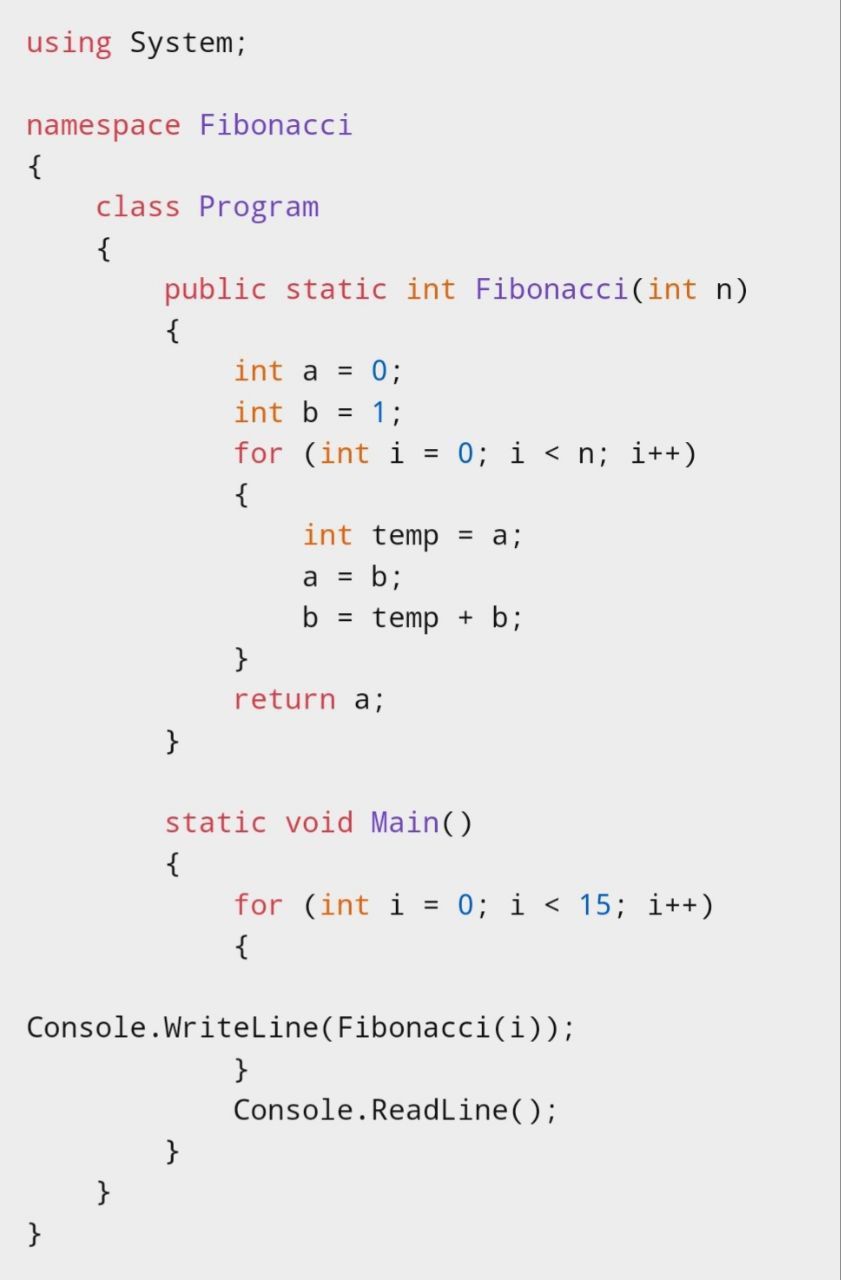 using System;

namespace Fibonacci
{
    class Program
    {
        public static int Fibonacci(int n)
        {
            int a = 0;
            int b = 1;
            for (int i = 0; i < n; i++)
            {
                int temp = a;
                a = b;
                b = temp + b;
            }
            return a;
        }

        static void Main()
        {
            for (int i = 0; i < 15; i++)
            {

Console.WriteLine(Fibonacci(i));
            }
            Console.ReadLine();
        }
    }
}